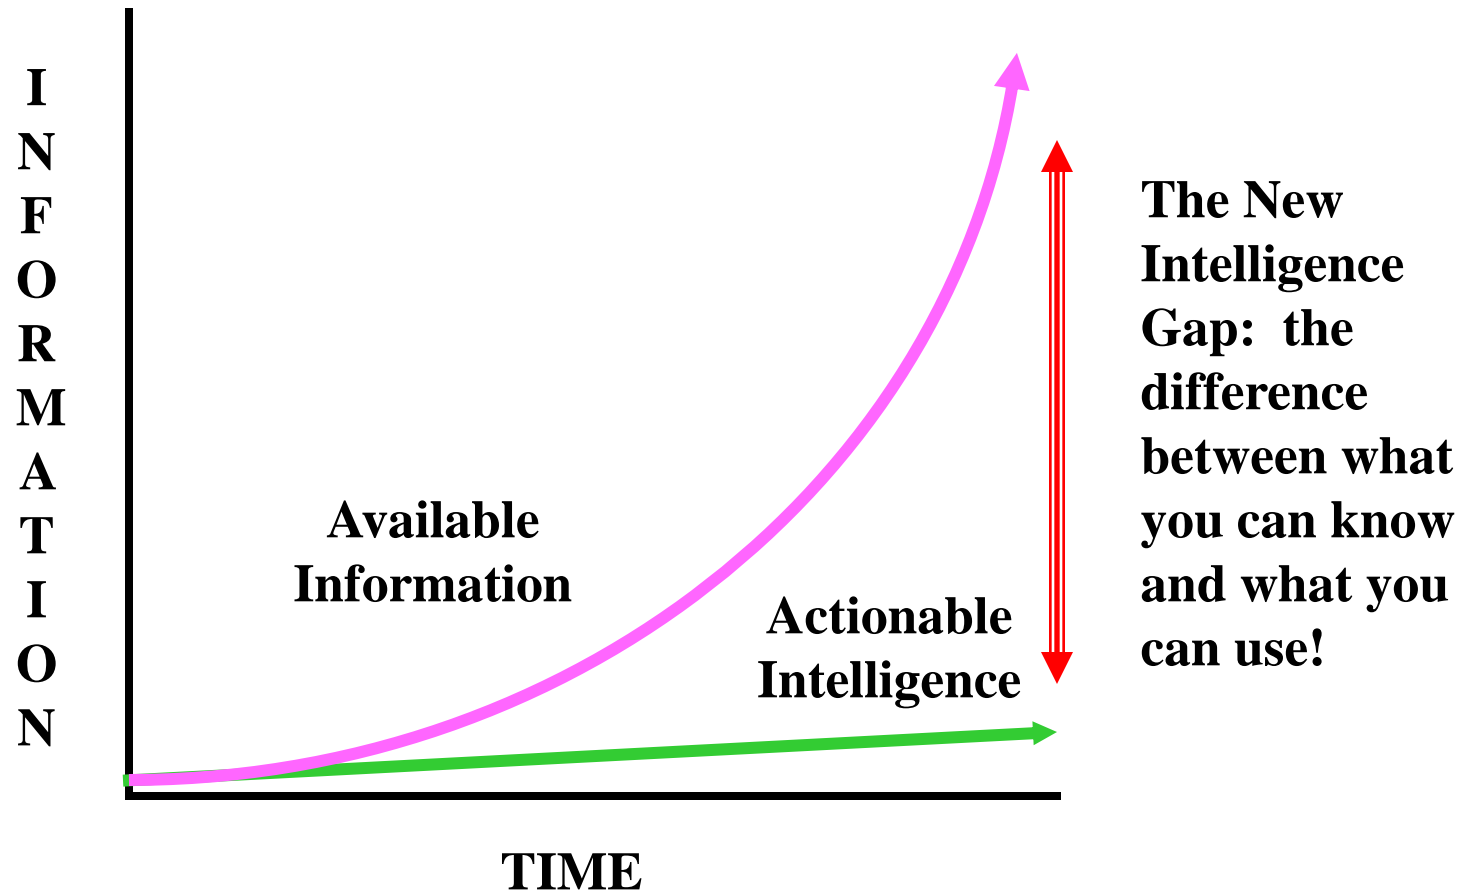 I
N
F
O
R
M
A
T
I
O
N
Available
Information
Actionable
Intelligence
The New
Intelligence
Gap:  the
difference
between what
you can know
and what you
can use!
TIME